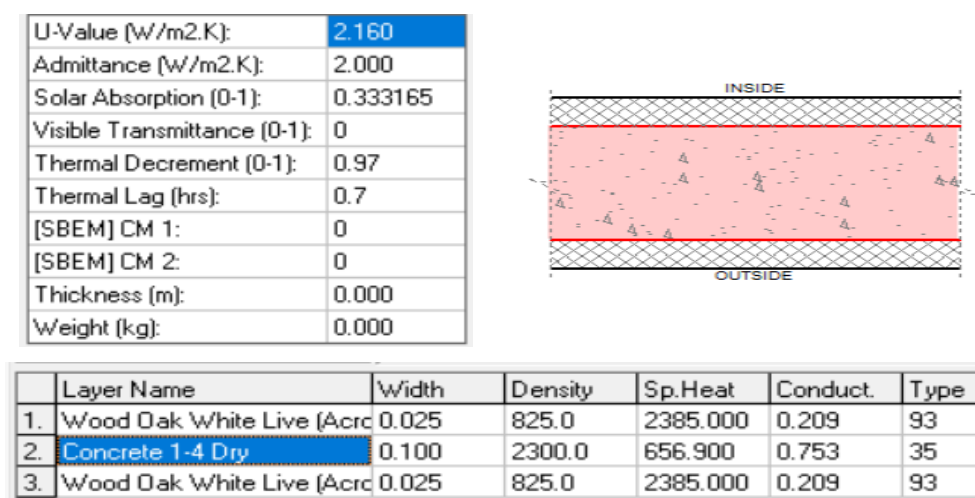 U-Value (W/m2.K): 2.160
Admittance (W/m2.K): 2.000
Solar Absorption (0-1): 0.333165
Visible Transmittance (0-1): 0
Thermal Decrement (0-1): 0.97
Thermal Lag (hrs): 0.7
[SBEM] CM 1: 0
[SBEM] CM 2: 0
Thickness (m): 0.000
Weight (kg): 0.000
INSIDE
OUTSIDE
Layer Name Width Density Sp.Heat Conduct. Type
1. Wood Oak White Live (Acrc 0.025 825.0 2385.000 0.209 93
2. Concrete 1-4 Dry 0.100 2300.0 656.900 0.753 35
3. Wood Oak White Live (Acrc 0.025 825.0 2385.000 0.209 93